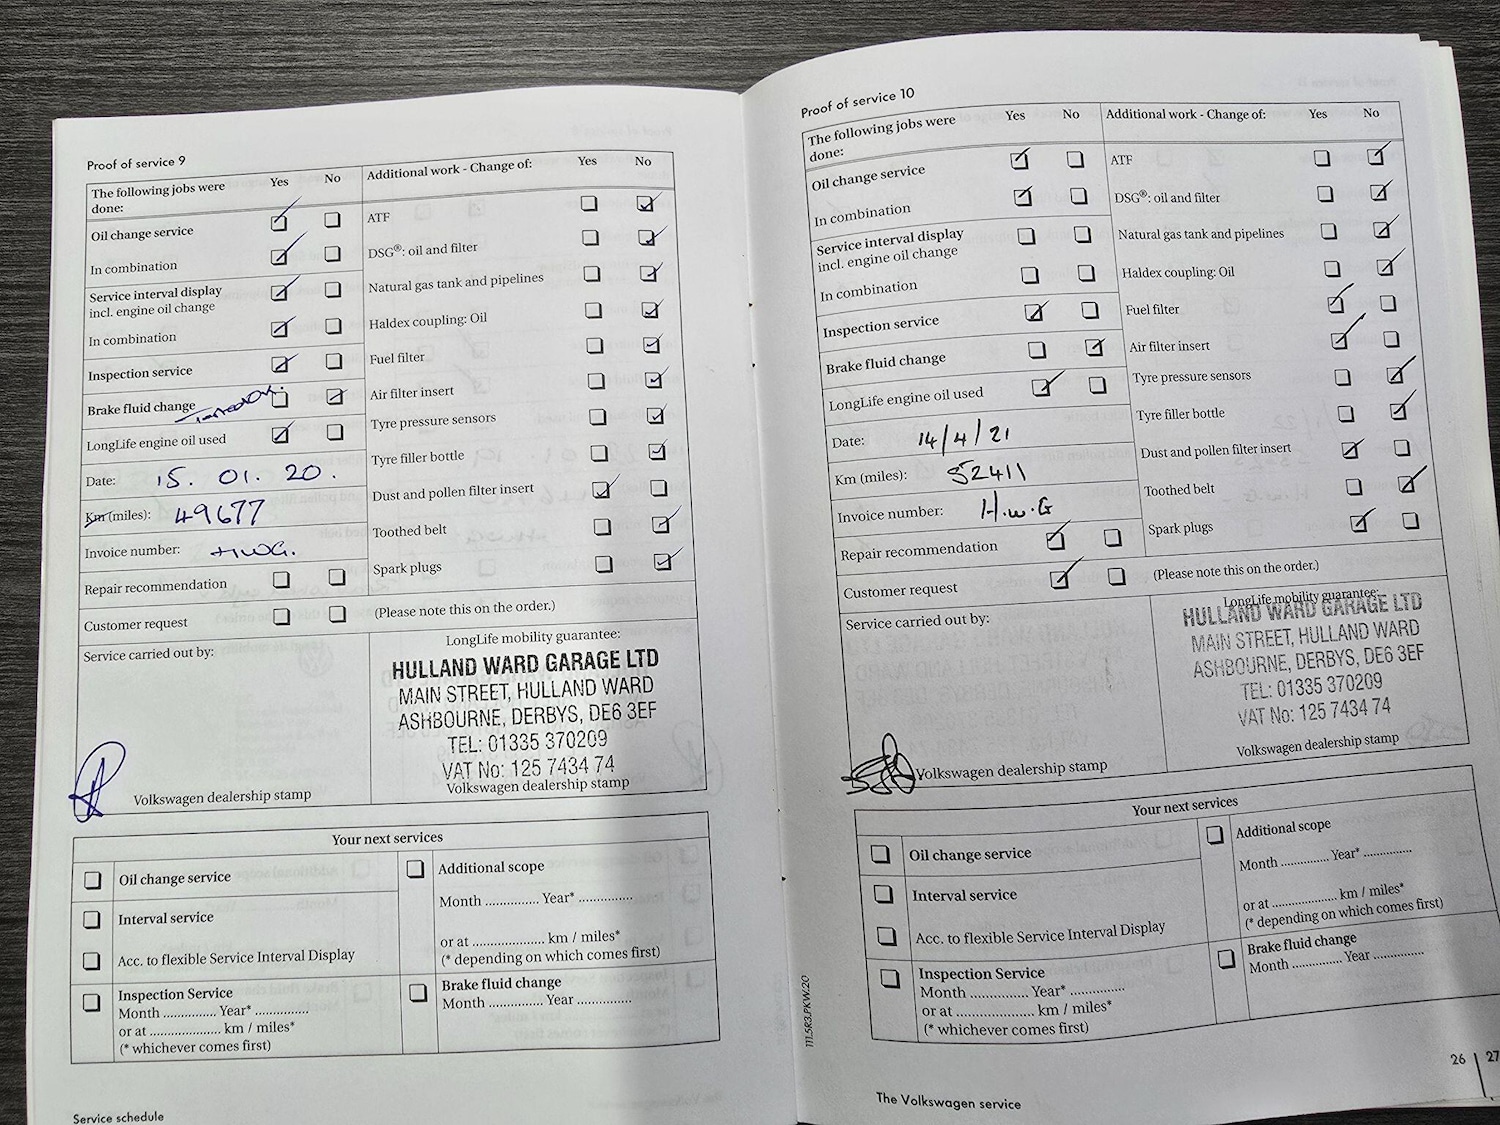 Proof of service 9
The following jobs were done:
Yes No
Additional work - Change of:
Yes No
Oil change service
In combination
Service interval display
incl. engine oil change
In combination
Inspection service
Brake fluid change
LongLife engine oil used
Date: 15. 01. 20.
Km (miles): 49677
Invoice number: HWG.
Repair recommendation
Customer request
ATF
DSG®: oil and filter
Natural gas tank and pipelines
Haldex coupling: Oil
Fuel filter
Air filter insert
Tyre pressure sensors
Tyre filler bottle
Dust and pollen filter insert
Toothed belt
Spark plugs
(Please note this on the order.)
Service carried out by:
Volkswagen dealership stamp
LongLife mobility guarantee:
HULLAND WARD GARAGE LTD
MAIN STREET, HULLAND WARD
ASHBOURNE, DERBYS, DE6 3EF
TEL: 01335 370209
VAT No: 125 7434 74
Volkswagen dealership stamp
Your next services
Oil change service
Interval service
Acc. to flexible Service Interval Display
Inspection Service
Month .............. Year* ..............
or at .................... km / miles*
(* whichever comes first)
Additional scope
Month .............. Year* ..............
or at .................... km / miles*
(* depending on which comes first)
Brake fluid change
Month .............. Year ..............
Service schedule
Proof of service 10
The following jobs were
done:
Yes No
Additional work - Change of:
Yes No
Oil change service
In combination
Service interval display
incl. engine oil change
In combination
Inspection service
Brake fluid change
LongLife engine oil used
Date: 14/4/21
Km (miles): 52411
Invoice number: H.W.G
Repair recommendation
Customer request
ATF
DSG®: oil and filter
Natural gas tank and pipelines
Haldex coupling: Oil
Fuel filter
Air filter insert
Tyre pressure sensors
Tyre filler bottle
Dust and pollen filter insert
Toothed belt
Spark plugs
(Please note this on the order.)
Service carried out by:
Volkswagen dealership stamp
LongLife mobility guarantee:
HULLAND WARD GARAGE LTD
MAIN STREET, HULLAND WARD
ASHBOURNE, DERBYS, DE6 3EF
TEL: 01335 370209
VAT No: 125 7434 74
Volkswagen dealership stamp
Your next services
Oil change service
Interval service
Acc. to flexible Service Interval Display
Inspection Service
Month .............. Year* ..............
or at .................... km / miles*
(* whichever comes first)
Additional scope
Month .............. Year* ..............
or at .................... km / miles*
(* depending on which comes first)
Brake fluid change
Month .............. Year ..............
111.5R3.PKW.20
The Volkswagen service
26 27